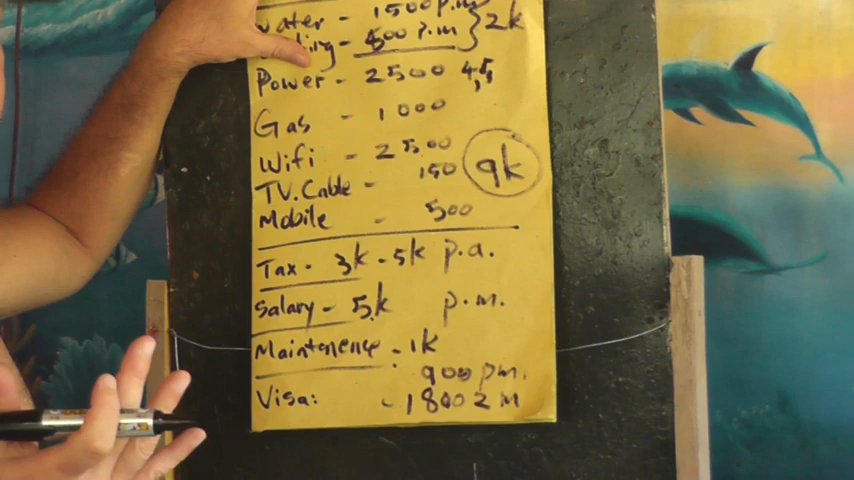 water - 1500 p.m
- 500 p.m } 2k
Power - 2500 4,5
Gas - 1000
Wifi - 2500
TV.Cable - 150 9k
Mobile - 500
Tax - 3k - 5k p.a.
Salary - 5k p.m.
Maintenence - 1k
900 p.m.
Visa: - 1800 2 M